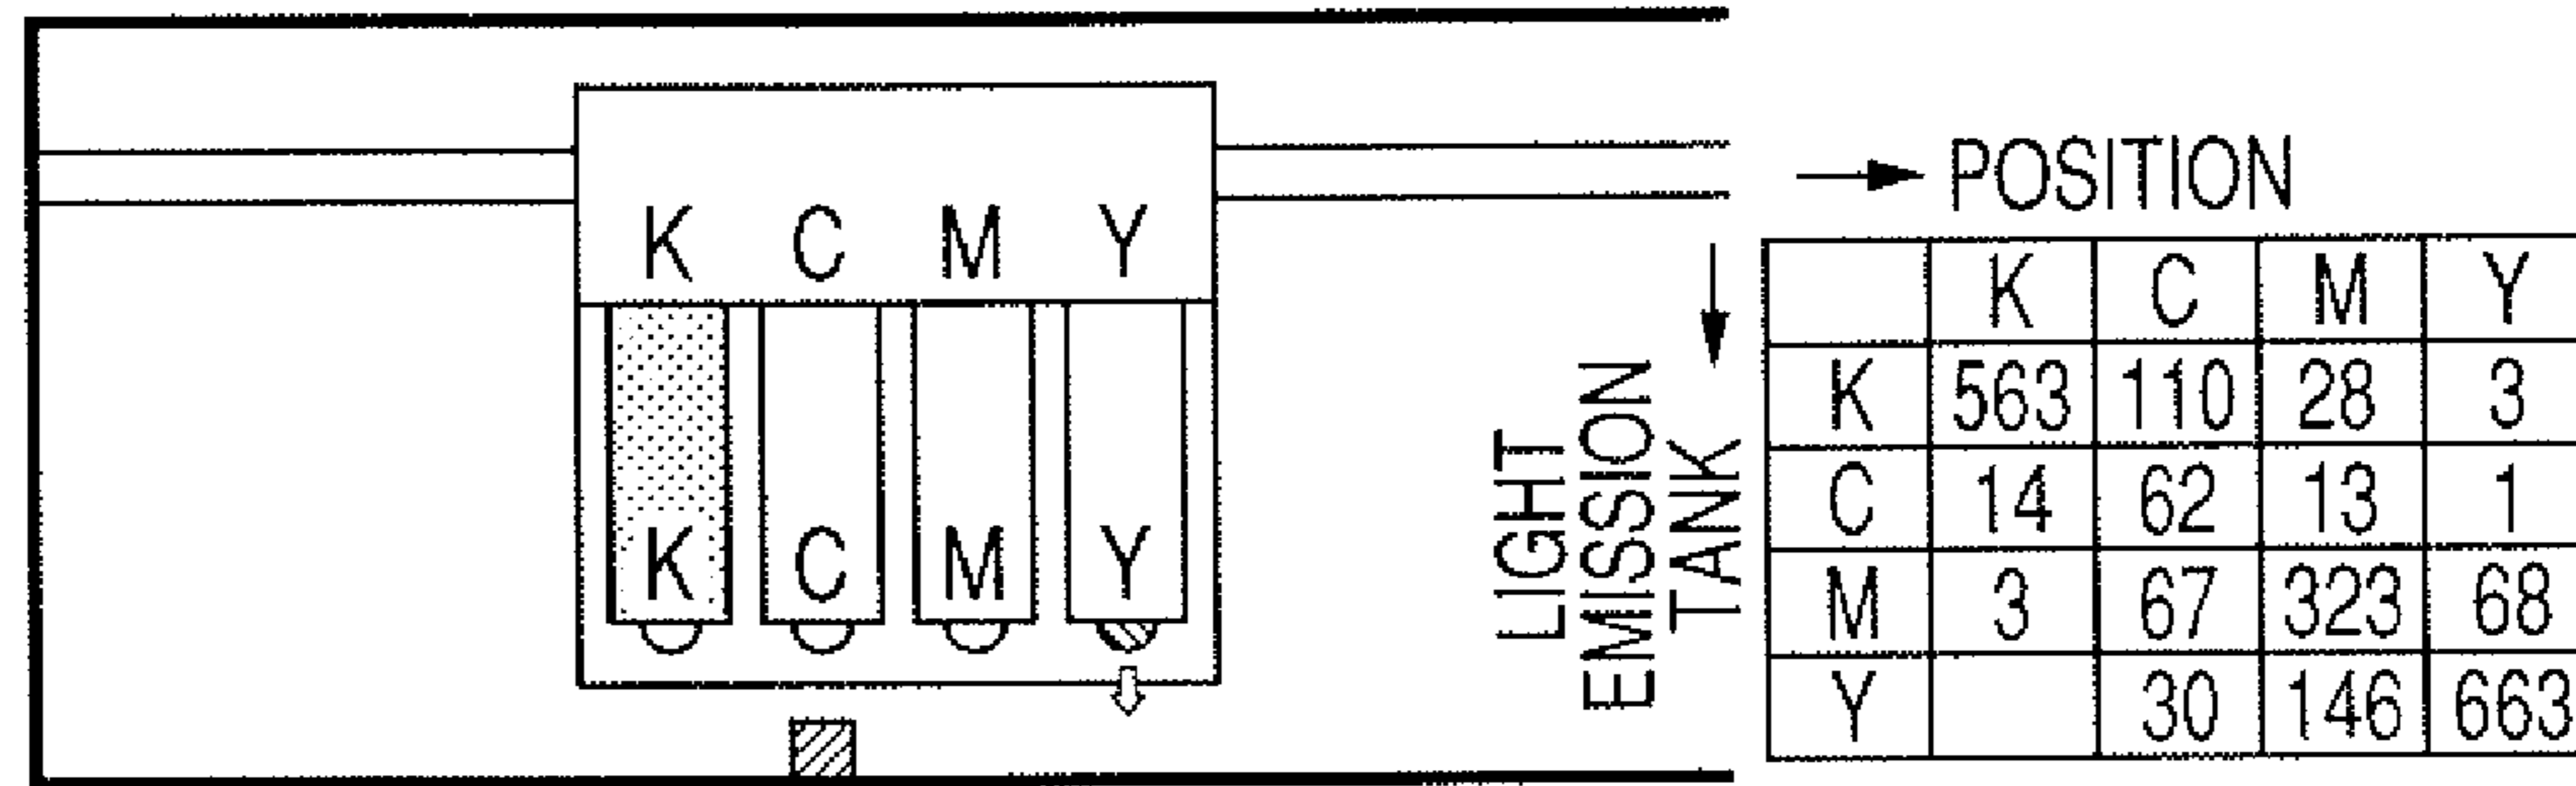 K C M Y
K C M Y
POSITION
LIGHT
EMISSION
TANK
K C M Y
K 563 110 28 3
C 14 62 13 1
M 3 67 323 68
Y 30 146 663